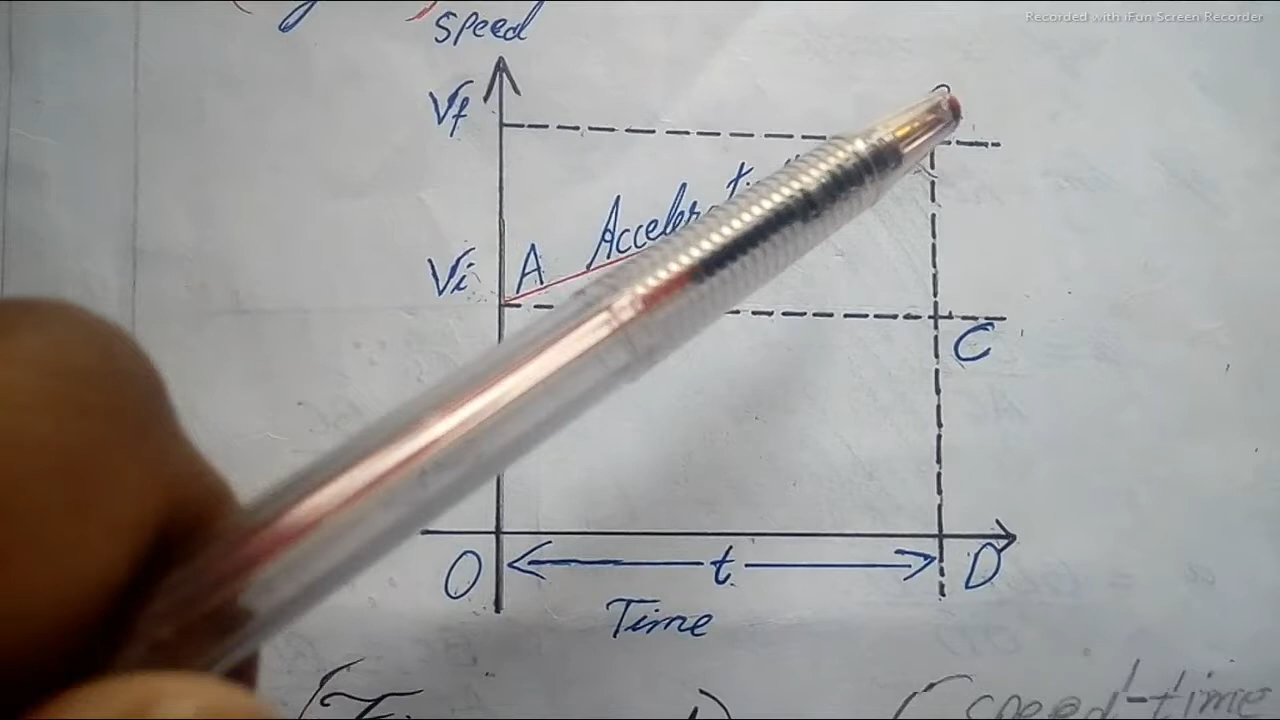 Recorded with iFun Screen Recorder
speed
Vf
Vi
A
C
O
t
D
Time
speed-time